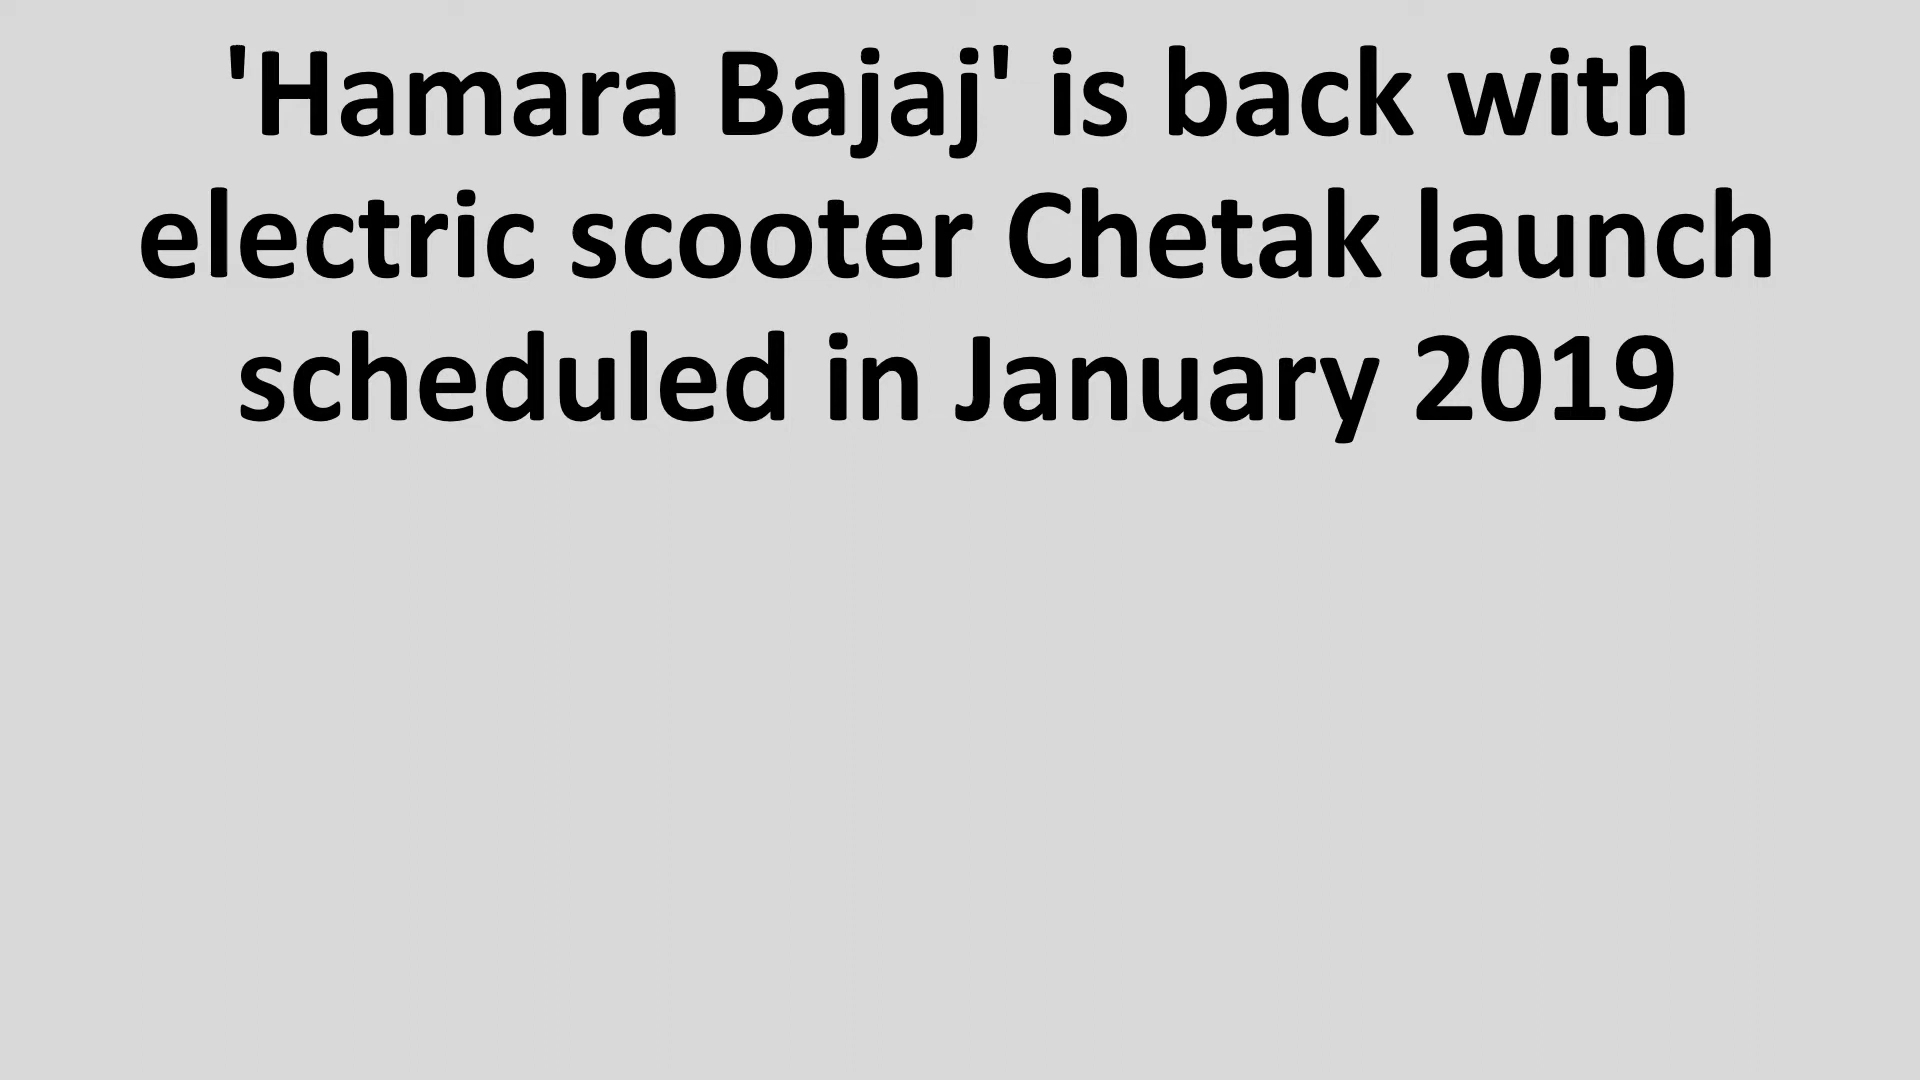 'Hamara Bajaj' is back with
electric scooter Chetak launch
scheduled in January 2019